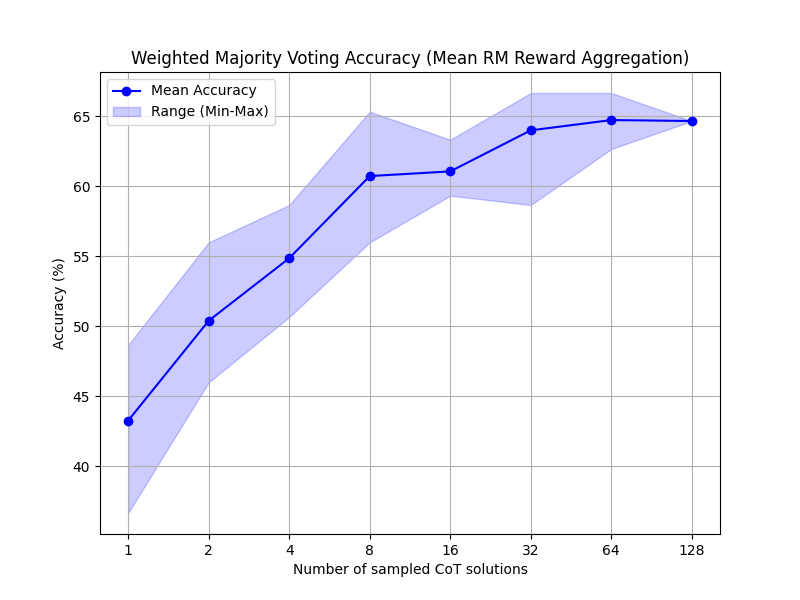 Weighted Majority Voting Accuracy (Mean RM Reward Aggregation)
Mean Accuracy
Range (Min-Max)
Accuracy (%)
65
60
55
50
45
40
1 2 4 8 16 32 64 128
Number of sampled CoT solutions